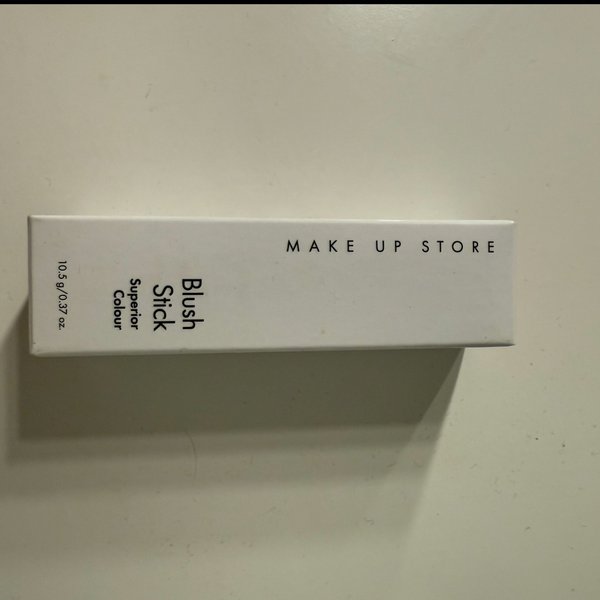 MAKE UP STORE
Blush
Stick
Superior
Colour
10.5 g/0.37 oz.